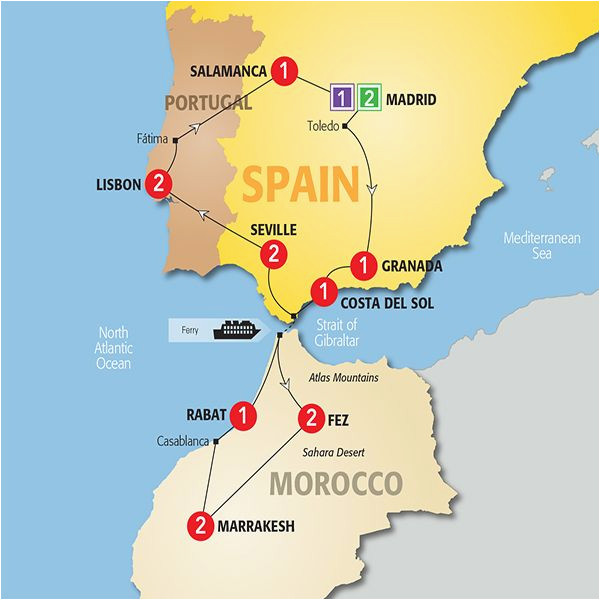 SALAMANCA 1
PORTUGAL
1 2 MADRID
Toledo
Fátima
LISBON 2
SPAIN
SEVILLE
2
1 GRANADA
Mediterranean
Sea
1
COSTA DEL SOL
Ferry
Strait of
Gibraltar
North
Atlantic
Ocean
Atlas Mountains
RABAT 1
2 FEZ
Casablanca
Sahara Desert
MOROCCO
2 MARRAKESH